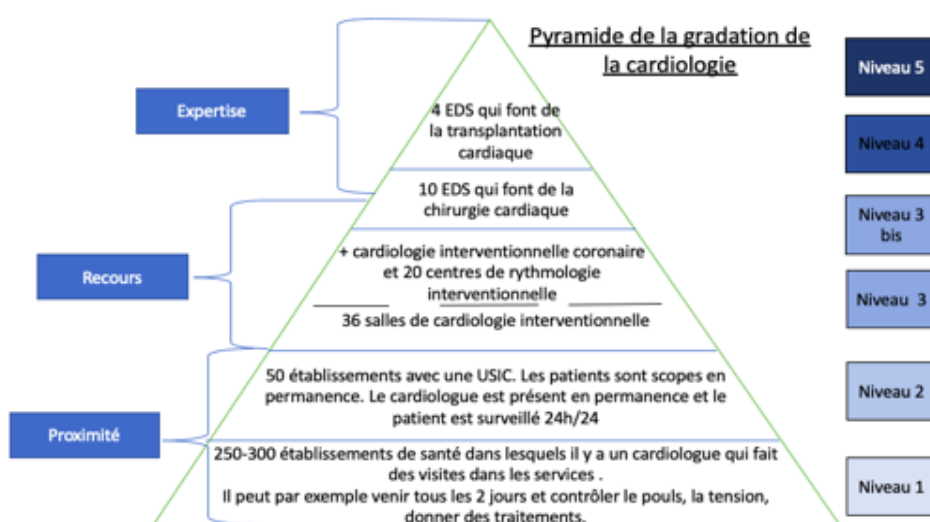 Pyramide de la gradation de
la cardiologie
Expertise
4 EDS qui font de
la transplantation
cardiaque
Niveau 5
Niveau 4
10 EDS qui font de la
chirurgie cardiaque
Niveau 3
bis
Recours
+ cardiologie interventionnelle coronaire
et 20 centres de rythmologie
interventionnelle
36 salles de cardiologie interventionnelle
Niveau 3
Proximité
50 établissements avec une USIC. Les patients sont scopes en
permanence. Le cardiologue est présent en permanence et le
patient est surveillé 24h/24
Niveau 2
250-300 établissements de santé dans lesquels il y a un cardiologue qui fait
des visites dans les services .
Il peut par exemple venir tous les 2 jours et contrôler le pouls, la tension,
donner des traitements.
Niveau 1